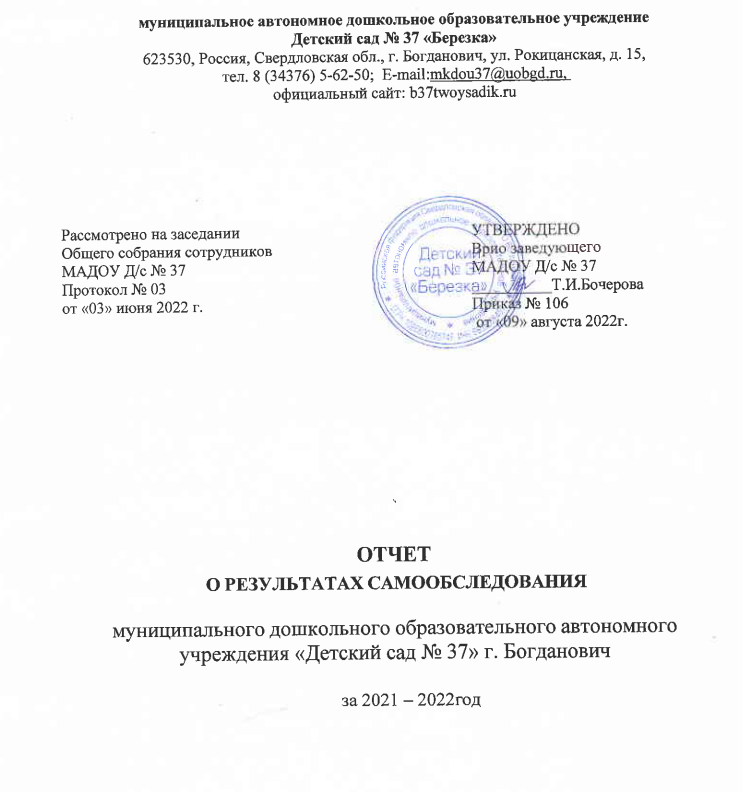 муниципальное автономное дошкольное образовательное учреждение
Детский сад № 37 «Березка»
623530, Россия, Свердловская обл., г. Богданович, ул. Рокицанская, д. 15,
тел. 8 (34376) 5-62-50; E-mail:mkdou37@uobgd.ru,
официальный сайт: b37twoysadik.ru
Рассмотрено на заседании
Общего собрания сотрудников
МАДОУ Д/с № 37
Протокол № 03
от «03» июня 2022 г.
Детский
сад № 37
«Березка»
УТВЕРЖДЕНО
Врио заведующего
МАДОУ Д/с № 37
Т.И.Бочерова
Приказ № 106
от «09» августа 2022г.
ОТЧЕТ
О РЕЗУЛЬТАТАХ САМООБСЛЕДОВАНИЯ
муниципального дошкольного образовательного автономного
учреждения «Детский сад № 37» г. Богданович
за 2021 – 2022год